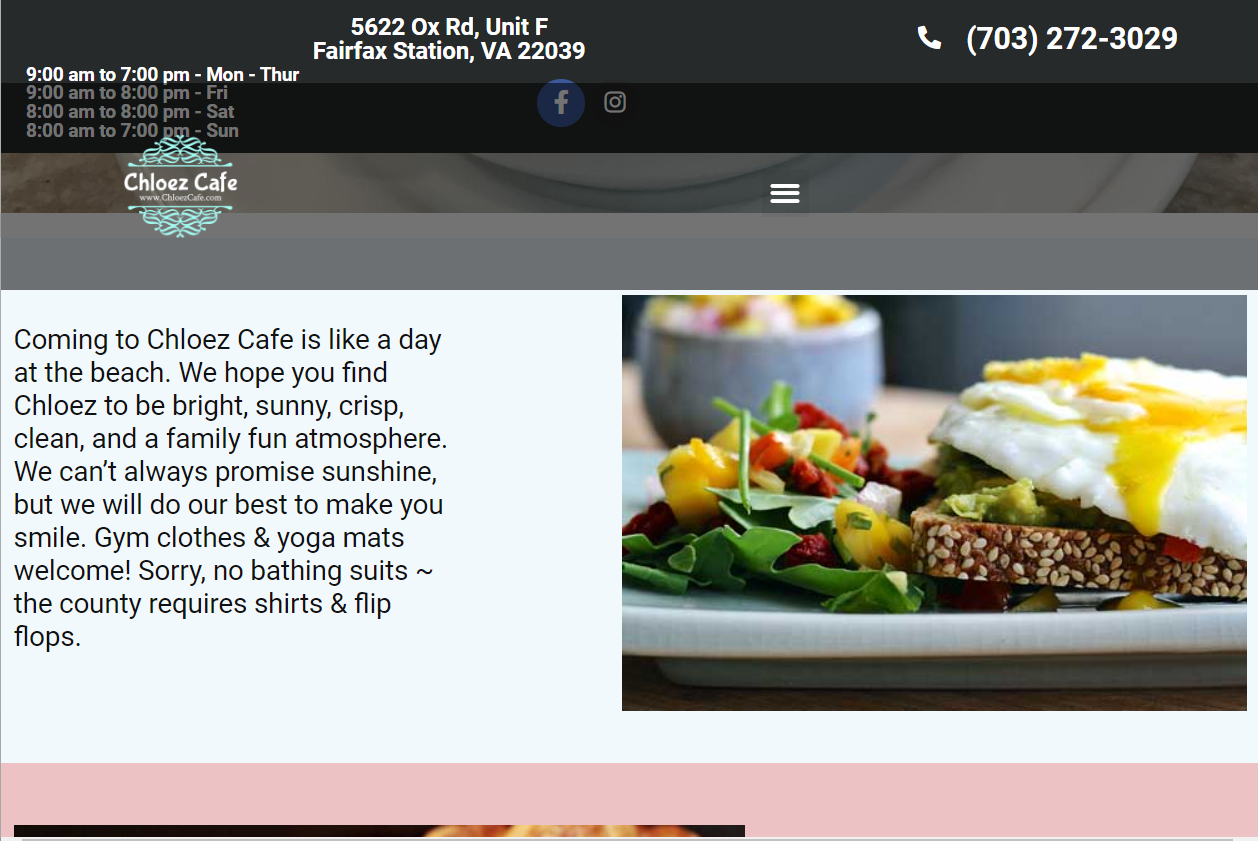 5622 Ox Rd, Unit F
Fairfax Station, VA 22039
(703) 272-3029
9:00 am to 7:00 pm - Mon - Thur
9:00 am to 8:00 pm - Fri
8:00 am to 8:00 pm - Sat
8:00 am to 7:00 pm - Sun
Chloez Cafe
www.ChloezCafe.com
Coming to Chloez Cafe is like a day
at the beach. We hope you find
Chloez to be bright, sunny, crisp,
clean, and a family fun atmosphere.
We can’t always promise sunshine,
but we will do our best to make you
smile. Gym clothes & yoga mats
welcome! Sorry, no bathing suits ~
the county requires shirts & flip
flops.